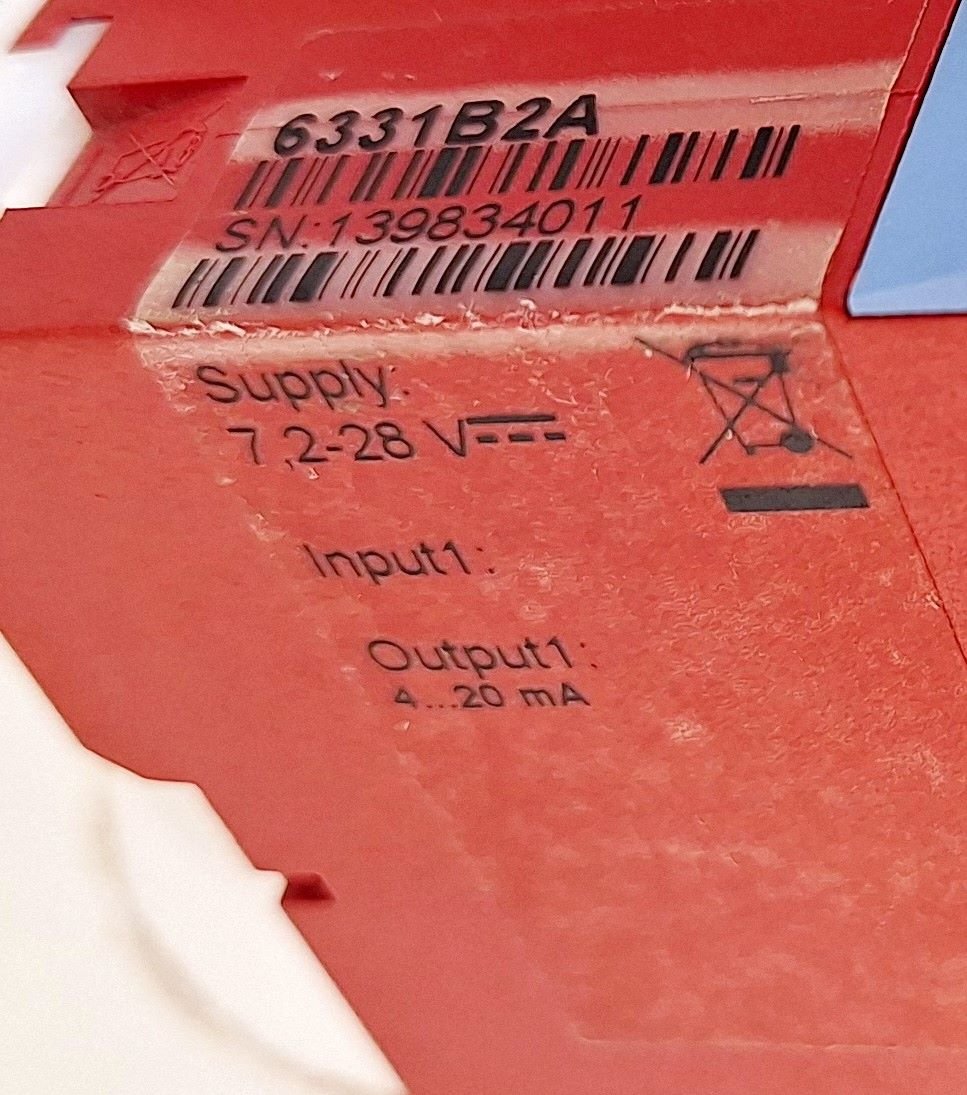 6331B2A
SN:139834011
Supply:
7,2-28 V
Input1:
Output1:
4...20 mA